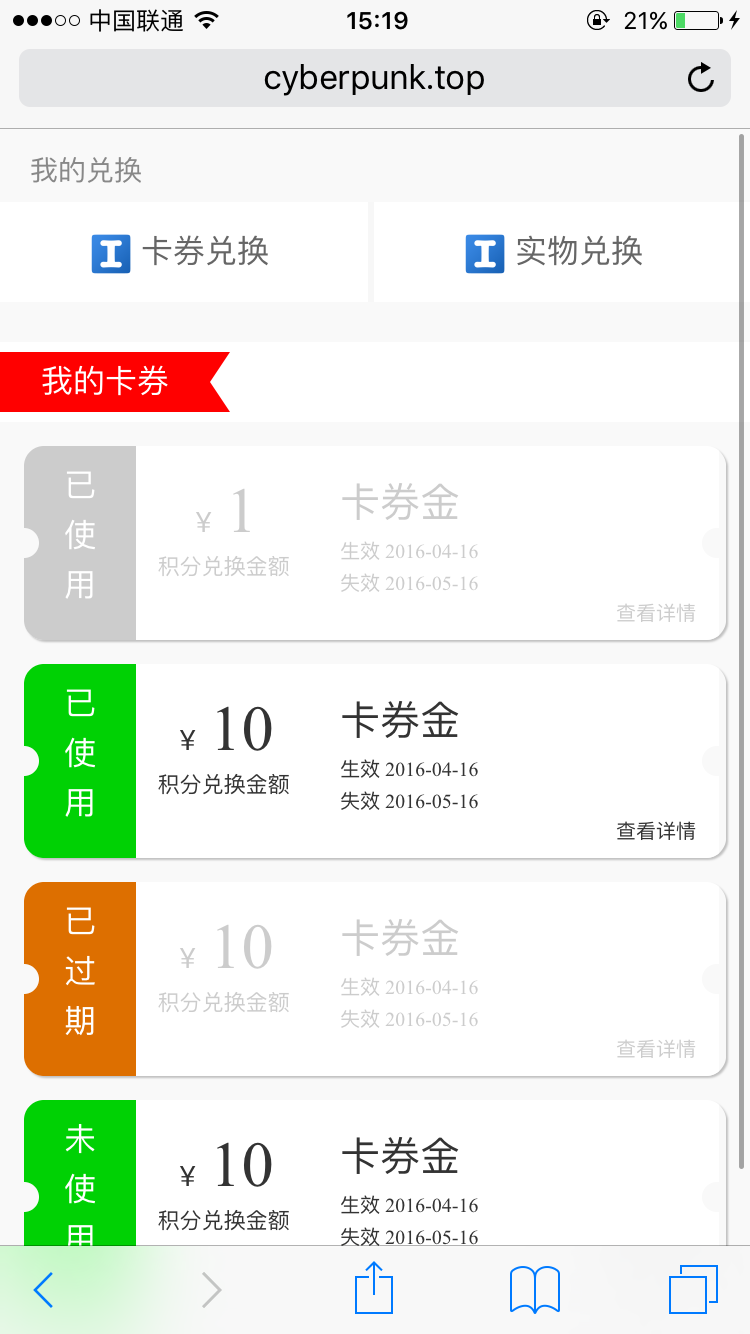 中国联通 15:19 21%
cyberpunk.top
我的兑换
卡券兑换 实物兑换
我的卡券
已使用
¥ 1
积分兑换金额
卡券金
生效 2016-04-16
失效 2016-05-16
查看详情
已使用
¥ 10
积分兑换金额
卡券金
生效 2016-04-16
失效 2016-05-16
查看详情
已过期
¥ 10
积分兑换金额
卡券金
生效 2016-04-16
失效 2016-05-16
查看详情
未使用
¥ 10
积分兑换金额
卡券金
生效 2016-04-16
失效 2016-05-16